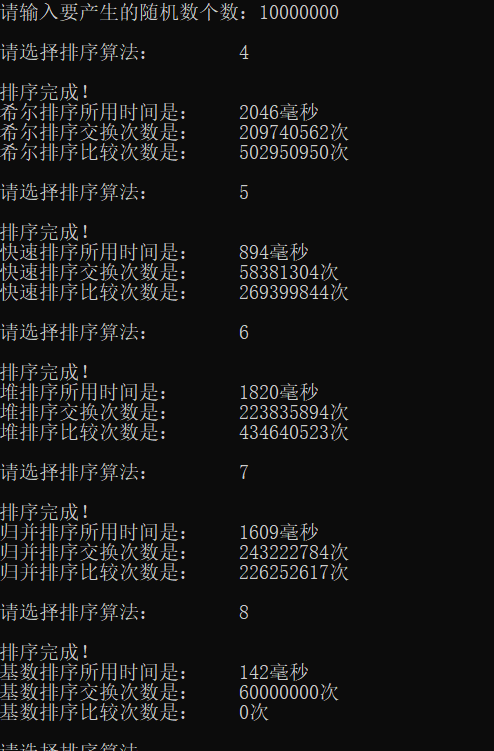 请输入要产生的随机数个数：10000000
请选择排序算法： 4
排序完成！
希尔排序所用时间是： 2046毫秒
希尔排序交换次数是： 209740562次
希尔排序比较次数是： 502950950次
请选择排序算法： 5
排序完成！
快速排序所用时间是： 894毫秒
快速排序交换次数是： 58381304次
快速排序比较次数是： 269399844次
请选择排序算法： 6
排序完成！
堆排序所用时间是： 1820毫秒
堆排序交换次数是： 223835894次
堆排序比较次数是： 434640523次
请选择排序算法： 7
排序完成！
归并排序所用时间是： 1609毫秒
归并排序交换次数是： 243222784次
归并排序比较次数是： 226252617次
请选择排序算法： 8
排序完成！
基数排序所用时间是： 142毫秒
基数排序交换次数是： 60000000次
基数排序比较次数是： 0次